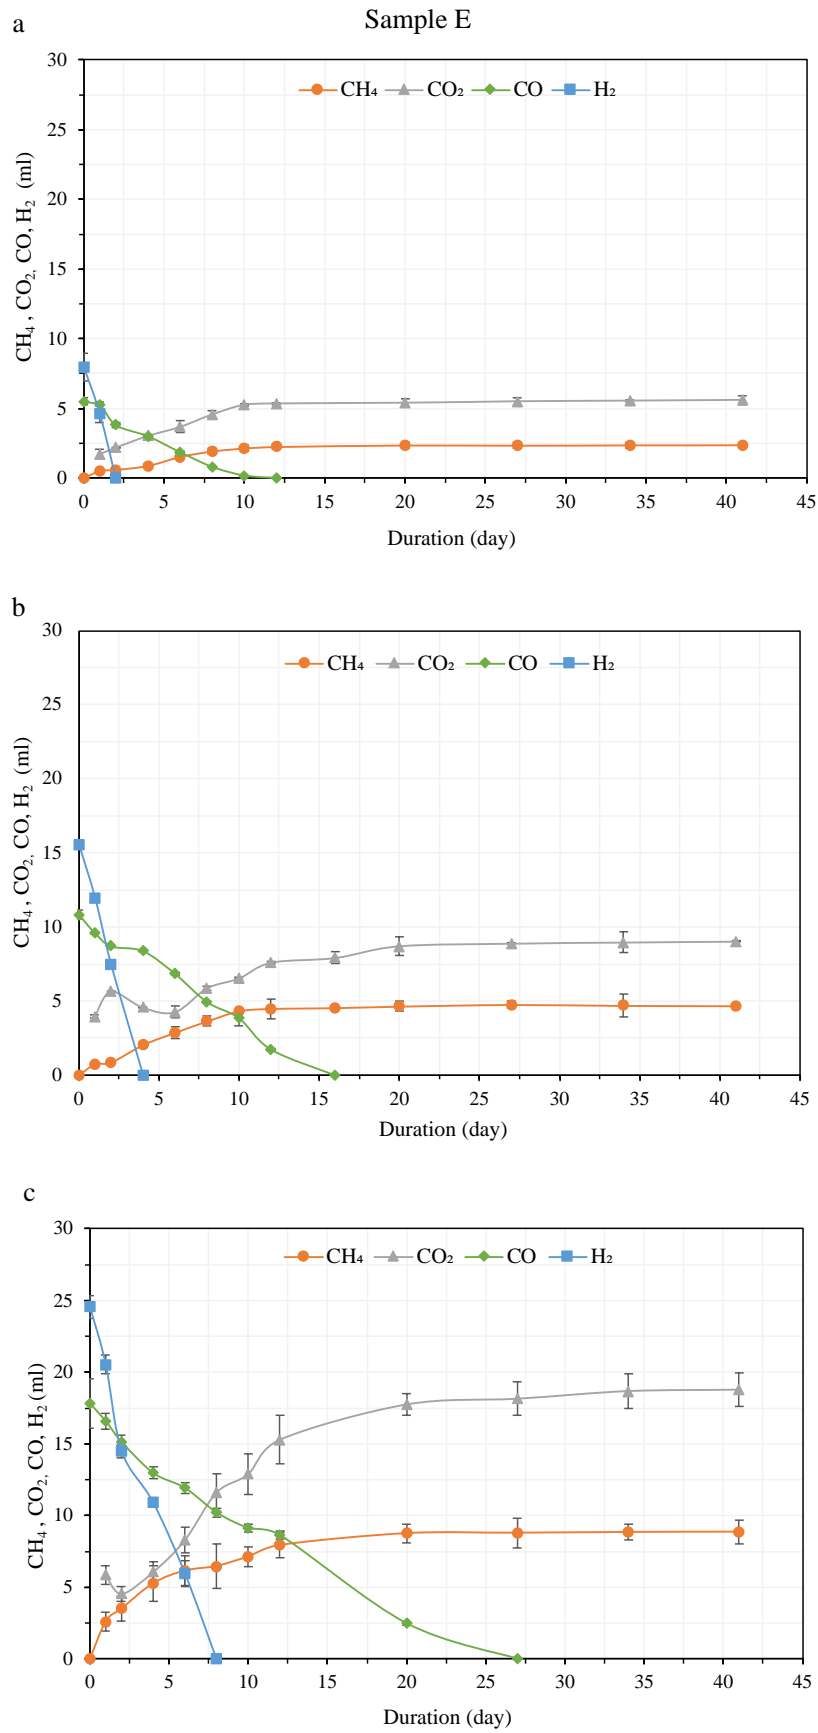 a
Sample E
CH₄ CO₂ CO H₂
30
25
20
15
10
5
0
CH₄ , CO₂, CO, H₂ (ml)
0 5 10 15 20 25 30 35 40 45
Duration (day)
b
CH₄ CO₂ CO H₂
30
25
20
15
10
5
0
CH₄ , CO₂, CO, H₂ (ml)
0 5 10 15 20 25 30 35 40 45
Duration (day)
c
CH₄ CO₂ CO H₂
30
25
20
15
10
5
0
CH₄ , CO₂, CO, H₂ (ml)
0 5 10 15 20 25 30 35 40 45
Duration (day)